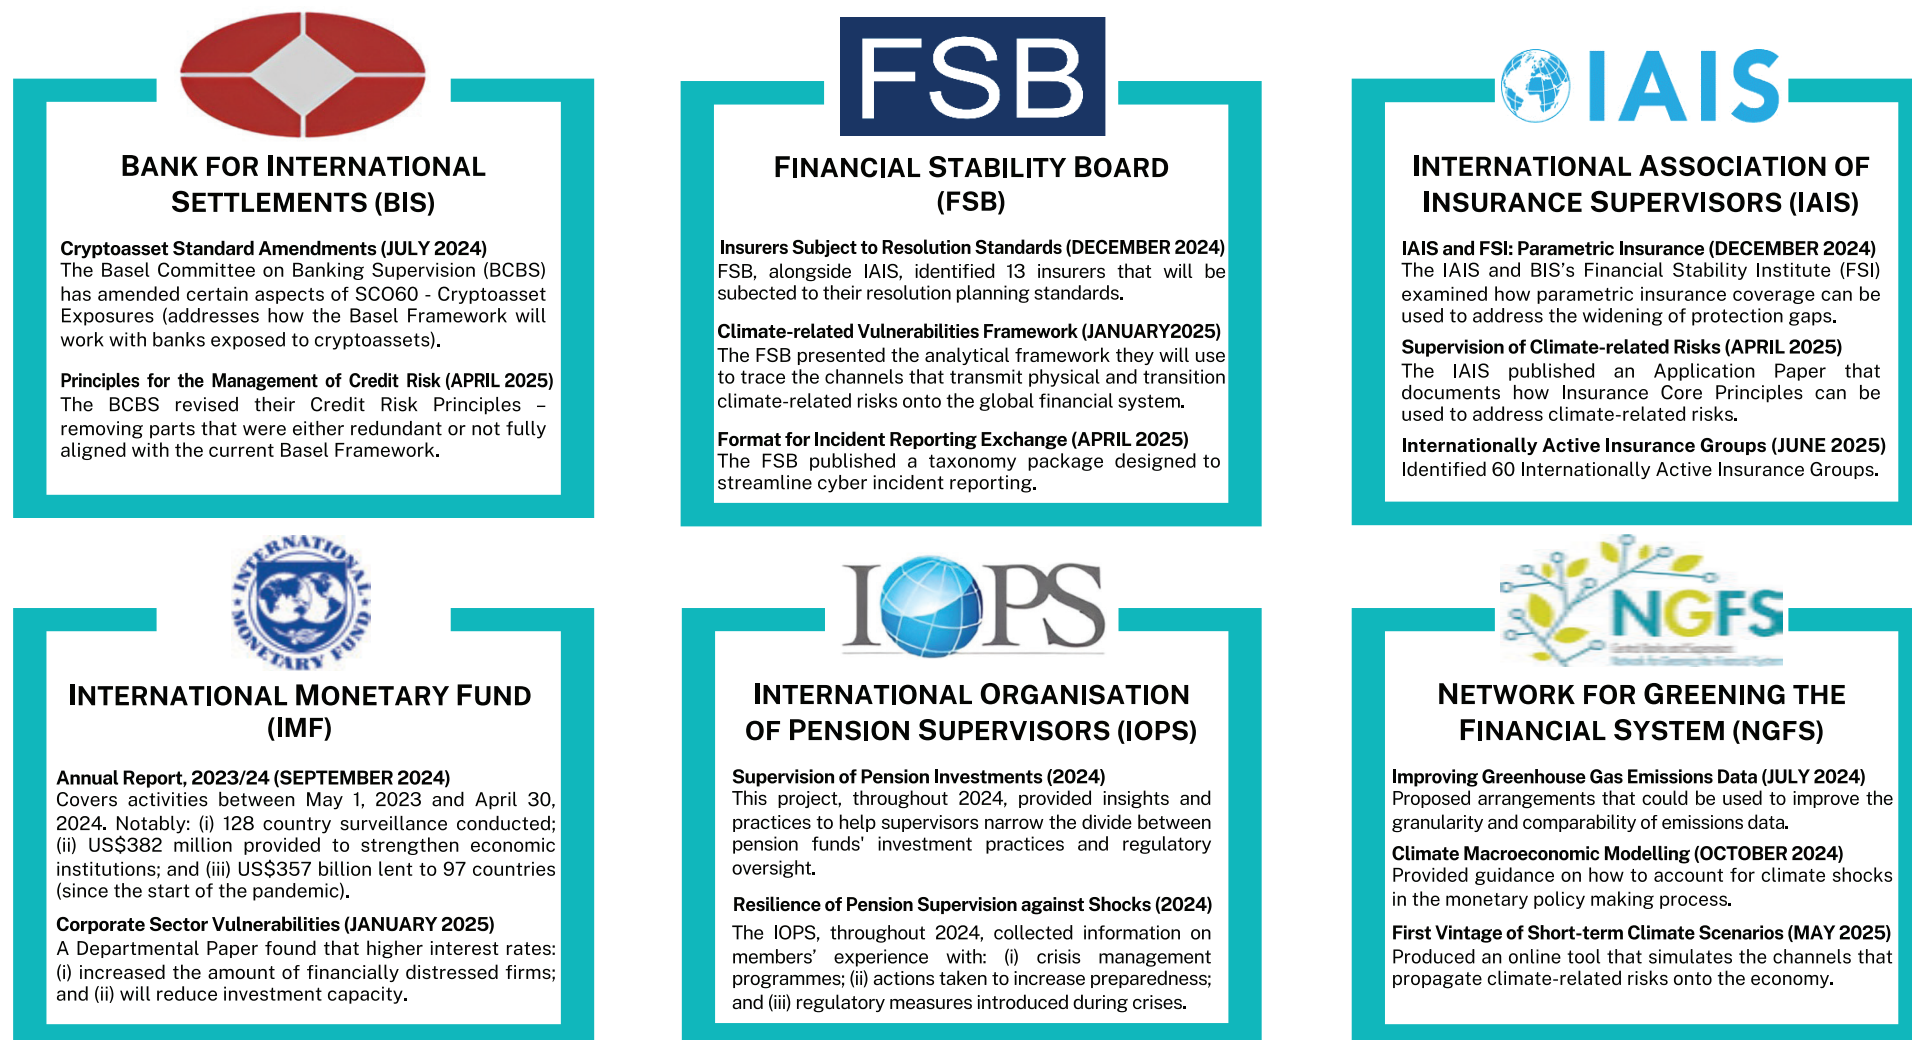 BANK FOR INTERNATIONAL
SETTLEMENTS (BIS)
Cryptoasset Standard Amendments (JULY 2024)
The Basel Committee on Banking Supervision (BCBS)
has amended certain aspects of SCO60 - Cryptoasset
Exposures (addresses how the Basel Framework will
work with banks exposed to cryptoassets).
Principles for the Management of Credit Risk (APRIL 2025)
The BCBS revised their Credit Risk Principles –
removing parts that were either redundant or not fully
aligned with the current Basel Framework.
FSB
FINANCIAL STABILITY BOARD
(FSB)
Insurers Subject to Resolution Standards (DECEMBER 2024)
FSB, alongside IAIS, identified 13 insurers that will be
subected to their resolution planning standards.
Climate-related Vulnerabilities Framework (JANUARY2025)
The FSB presented the analytical framework they will use
to trace the channels that transmit physical and transition
climate-related risks onto the global financial system.
Format for Incident Reporting Exchange (APRIL 2025)
The FSB published a taxonomy package designed to
streamline cyber incident reporting.
IAIS
INTERNATIONAL ASSOCIATION OF
INSURANCE SUPERVISORS (IAIS)
IAIS and FSI: Parametric Insurance (DECEMBER 2024)
The IAIS and BIS's Financial Stability Institute (FSI)
examined how parametric insurance coverage can be
used to address the widening of protection gaps.
Supervision of Climate-related Risks (APRIL 2025)
The IAIS published an Application Paper that
documents how Insurance Core Principles can be
used to address climate-related risks.
Internationally Active Insurance Groups (JUNE 2025)
Identified 60 Internationally Active Insurance Groups.
INTERNATIONAL MONETARY FUND
INTERNATIONAL MONETARY FUND
(IMF)
Annual Report, 2023/24 (SEPTEMBER 2024)
Covers activities between May 1, 2023 and April 30,
2024. Notably: (i) 128 country surveillance conducted;
(ii) US$382 million provided to strengthen economic
institutions; and (iii) US$357 billion lent to 97 countries
(since the start of the pandemic).
Corporate Sector Vulnerabilities (JANUARY 2025)
A Departmental Paper found that higher interest rates:
(i) increased the amount of financially distressed firms;
and (ii) will reduce investment capacity.
IOPS
INTERNATIONAL ORGANISATION
OF PENSION SUPERVISORS (IOPS)
Supervision of Pension Investments (2024)
This project, throughout 2024, provided insights and
practices to help supervisors narrow the divide between
pension funds' investment practices and regulatory
oversight.
Resilience of Pension Supervision against Shocks (2024)
The IOPS, throughout 2024, collected information on
members' experience with: (i) crisis management
programmes; (ii) actions taken to increase preparedness;
and (iii) regulatory measures introduced during crises.
NGFS
NETWORK FOR GREENING THE
FINANCIAL SYSTEM (NGFS)
Improving Greenhouse Gas Emissions Data (JULY 2024)
Proposed arrangements that could be used to improve the
granularity and comparability of emissions data.
Climate Macroeconomic Modelling (OCTOBER 2024)
Provided guidance on how to account for climate shocks
in the monetary policy making process.
First Vintage of Short-term Climate Scenarios (MAY 2025)
Produced an online tool that simulates the channels that
propagate climate-related risks onto the economy.